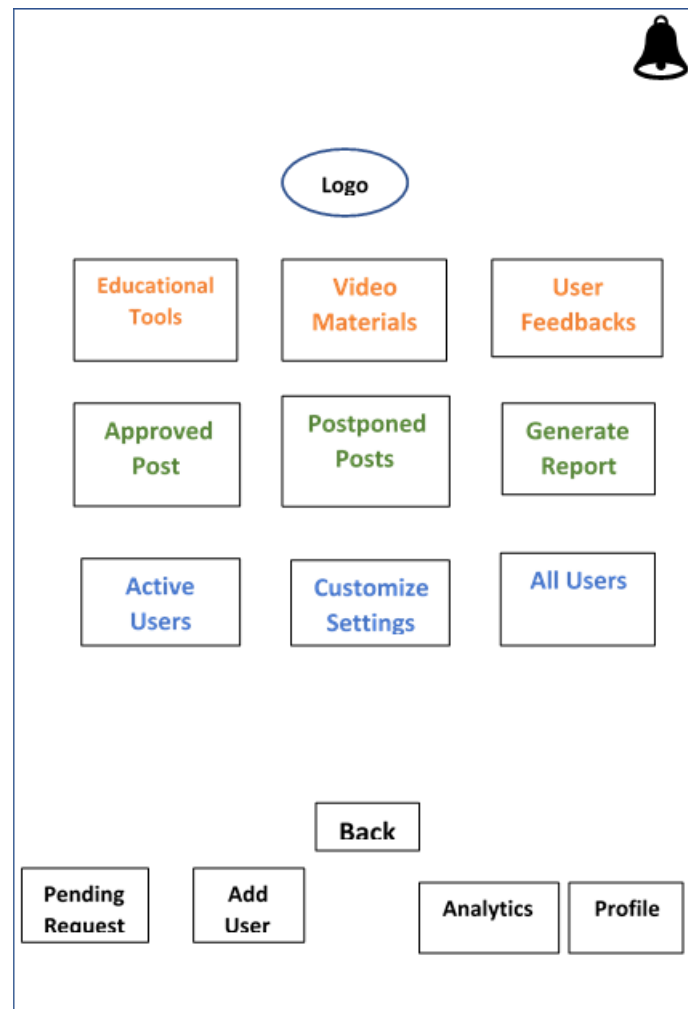 Logo
Educational
Tools
Video
Materials
User
Feedbacks
Approved
Post
Postponed
Posts
Generate
Report
Active
Users
Customize
Settings
All Users
Back
Pending
Request
Add
User
Analytics
Profile